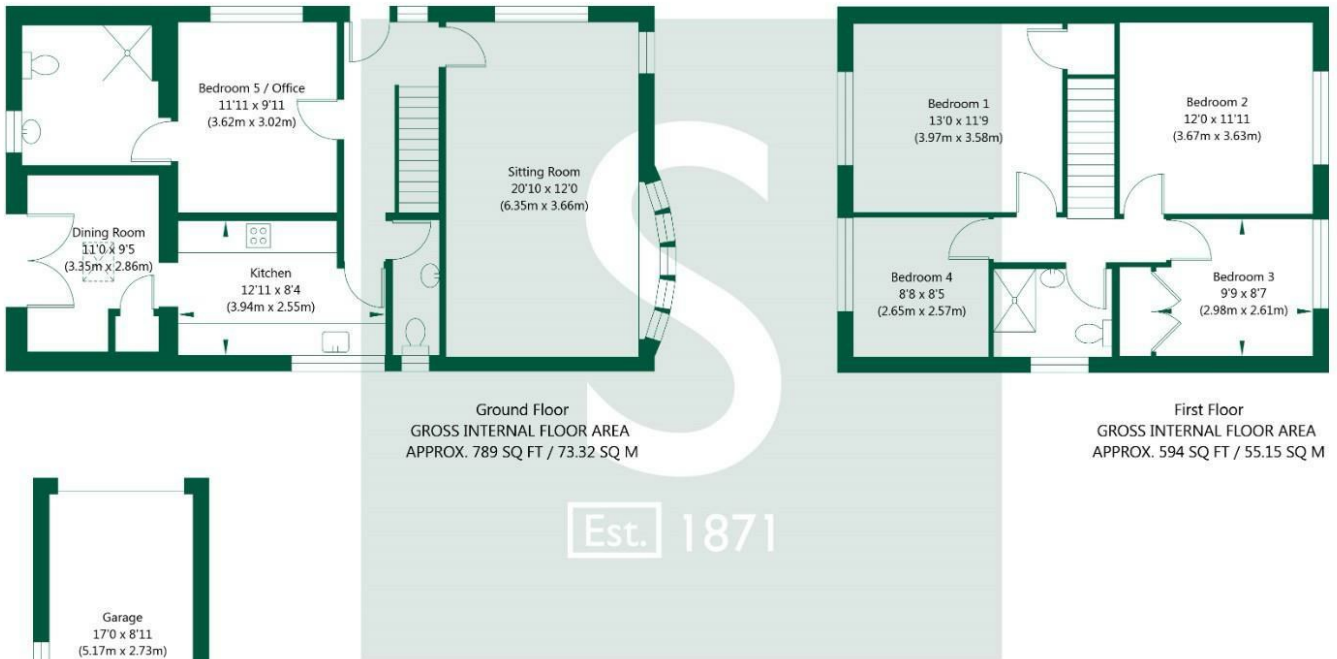 Bedroom 5 / Office
11'11 x 9'11
(3.62m x 3.02m)
Dining Room
11'0 x 9'5
(3.35m x 2.86m)
Kitchen
12'11 x 8'4
(3.94m x 2.55m)
Sitting Room
20'10 x 12'0
(6.35m x 3.66m)
Ground Floor
GROSS INTERNAL FLOOR AREA
APPROX. 789 SQ FT / 73.32 SQ M
Bedroom 1
13'0 x 11'9
(3.97m x 3.58m)
Bedroom 2
12'0 x 11'11
(3.67m x 3.63m)
Bedroom 4
8'8 x 8'5
(2.65m x 2.57m)
Bedroom 3
9'9 x 8'7
(2.98m x 2.61m)
First Floor
GROSS INTERNAL FLOOR AREA
APPROX. 594 SQ FT / 55.15 SQ M
S
Est. 1871
Garage
17'0 x 8'11
(5.17m x 2.73m)